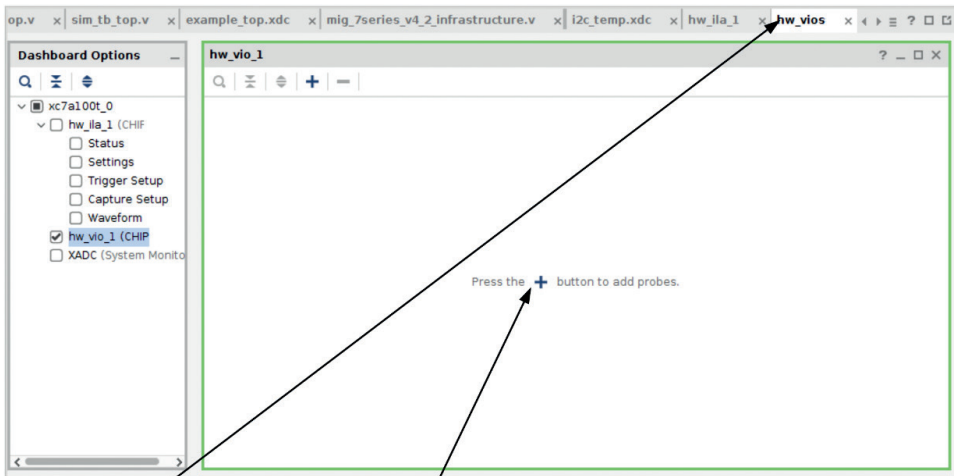 op.v x sim_tb_top.v x example_top.xdc x mig_7series_v4_2_infrastructure.v x i2c_temp.xdc x hw_ila_1 x hw_vios x ?
Dashboard Options
hw_vio_1 ?
xc7a100t_0
hw_ila_1 (CHIF
Status
Settings
Trigger Setup
Capture Setup
Waveform
hw_vio_1 (CHIP
XADC (System Monito
Press the + button to add probes.